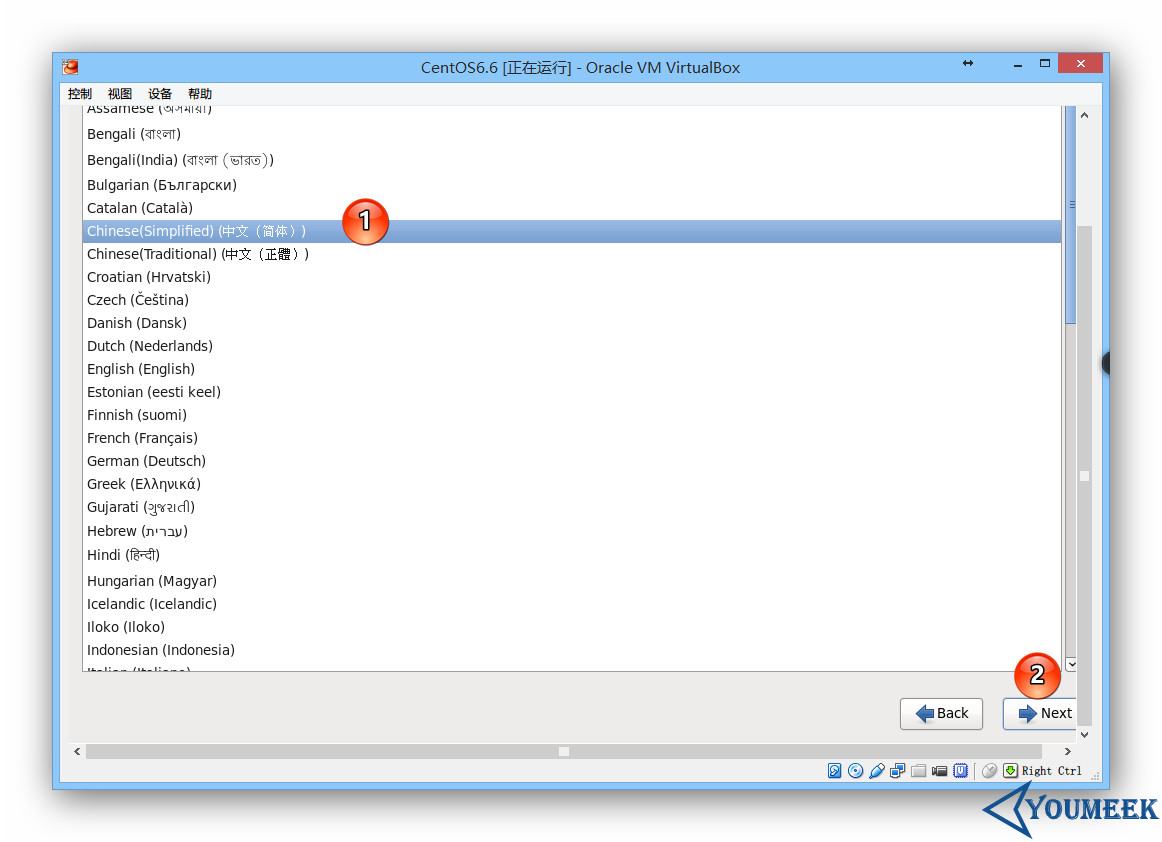 CentOS6.6 [正在运行] - Oracle VM VirtualBox
控制 视图 设备 帮助
Assamese (অসমীয়া)
Bengali (বাংলা)
Bengali(India) (বাংলা (ভারত))
Bulgarian (Български)
Catalan (Català)
Chinese(Simplified) (中文（简体）)
1
Chinese(Traditional) (中文（正體）)
Croatian (Hrvatski)
Czech (Čeština)
Danish (Dansk)
Dutch (Nederlands)
English (English)
Estonian (eesti keel)
Finnish (suomi)
French (Français)
German (Deutsch)
Greek (Ελληνικά)
Gujarati (ગુજરાતી)
Hebrew (עברית)
Hindi (हिन्दी)
Hungarian (Magyar)
Icelandic (Icelandic)
Iloko (Iloko)
Indonesian (Indonesia)
Italian (Italiano)
2
Back Next
Right Ctrl
YOUMEEK